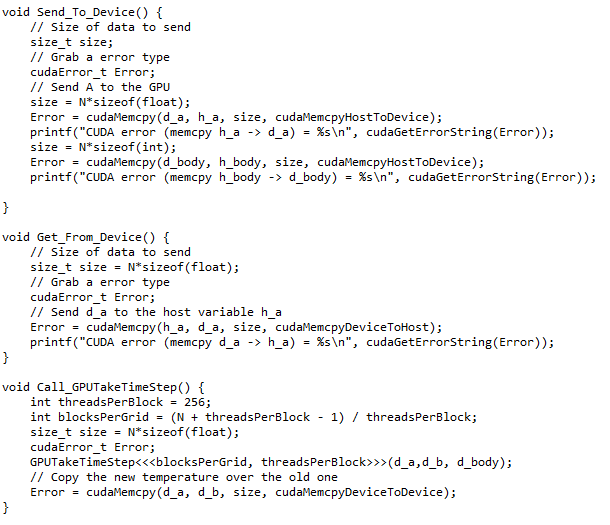 void Send_To_Device() {
    // Size of data to send
    size_t size;
    // Grab a error type
    cudaError_t Error;
    // Send A to the GPU
    size = N*sizeof(float);
    Error = cudaMemcpy(d_a, h_a, size, cudaMemcpyHostToDevice);
    printf("CUDA error (memcpy h_a -> d_a) = %s\n", cudaGetErrorString(Error));
    size = N*sizeof(int);
    Error = cudaMemcpy(d_body, h_body, size, cudaMemcpyHostToDevice);
    printf("CUDA error (memcpy h_body -> d_body) = %s\n", cudaGetErrorString(Error));

}

void Get_From_Device() {
    // Size of data to send
    size_t size = N*sizeof(float);
    // Grab a error type
    cudaError_t Error;
    // Send d_a to the host variable h_a
    Error = cudaMemcpy(h_a, d_a, size, cudaMemcpyDeviceToHost);
    printf("CUDA error (memcpy d_a -> h_a) = %s\n", cudaGetErrorString(Error));
}

void Call_GPUTakeTimeStep() {
    int threadsPerBlock = 256;
    int blocksPerGrid = (N + threadsPerBlock - 1) / threadsPerBlock;
    size_t size = N*sizeof(float);
    cudaError_t Error;
    GPUTakeTimeStep<<<blocksPerGrid, threadsPerBlock>>>(d_a,d_b, d_body);
    // Copy the new temperature over the old one
    Error = cudaMemcpy(d_a, d_b, size, cudaMemcpyDeviceToDevice);
}